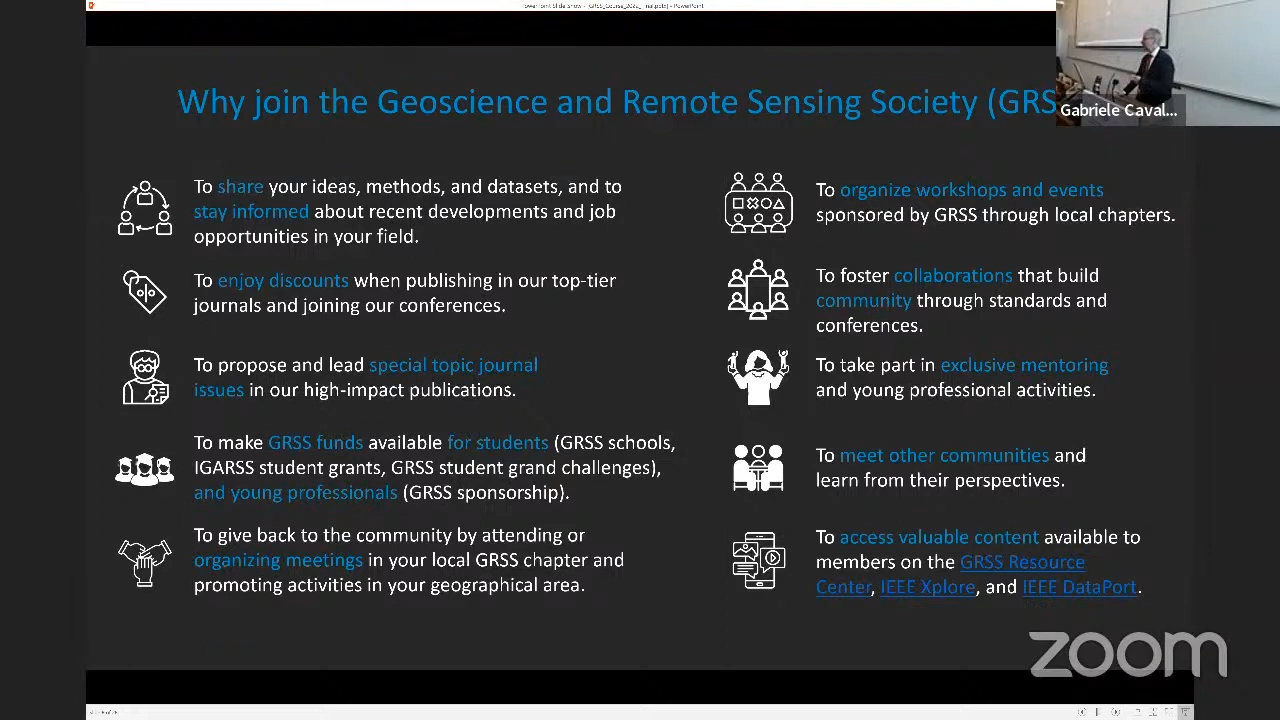 PowerPoint Slide Show - [GRSS_Course_2022_final.pptx] - PowerPoint
Why join the Geoscience and Remote Sensing Society (GRS
Gabriele Caval...
To share your ideas, methods, and datasets, and to
stay informed about recent developments and job
opportunities in your field.
To enjoy discounts when publishing in our top-tier
journals and joining our conferences.
To propose and lead special topic journal
issues in our high-impact publications.
To make GRSS funds available for students (GRSS schools,
IGARSS student grants, GRSS student grand challenges),
and young professionals (GRSS sponsorship).
To give back to the community by attending or
organizing meetings in your local GRSS chapter and
promoting activities in your geographical area.
To organize workshops and events
sponsored by GRSS through local chapters.
To foster collaborations that build
community through standards and
conferences.
To take part in exclusive mentoring
and young professional activities.
To meet other communities and
learn from their perspectives.
To access valuable content available to
members on the GRSS Resource
Center, IEEE Xplore, and IEEE DataPort.
zoom